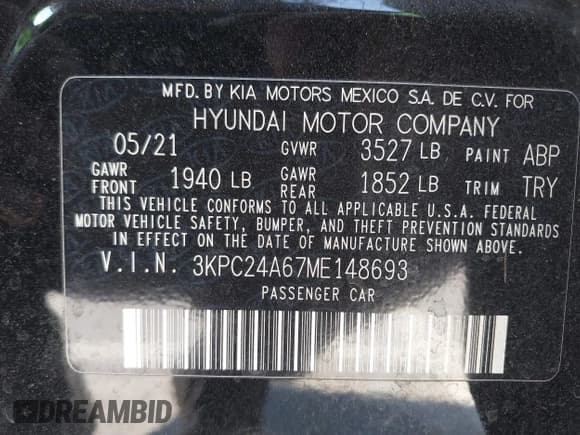 MFD. BY KIA MOTORS MEXICO S.A. DE C.V. FOR
HYUNDAI MOTOR COMPANY
05/21 GVWR 3527 LB PAINT ABP
GAWR FRONT 1940 LB GAWR REAR 1852 LB TRIM TRY
THIS VEHICLE CONFORMS TO ALL APPLICABLE U.S.A. FEDERAL
MOTOR VEHICLE SAFETY, BUMPER, AND THEFT PREVENTION STANDARDS
IN EFFECT ON THE DATE OF MANUFACTURE SHOWN ABOVE.
V.I.N. 3KPC24A67ME148693
PASSENGER CAR
DREAMBID